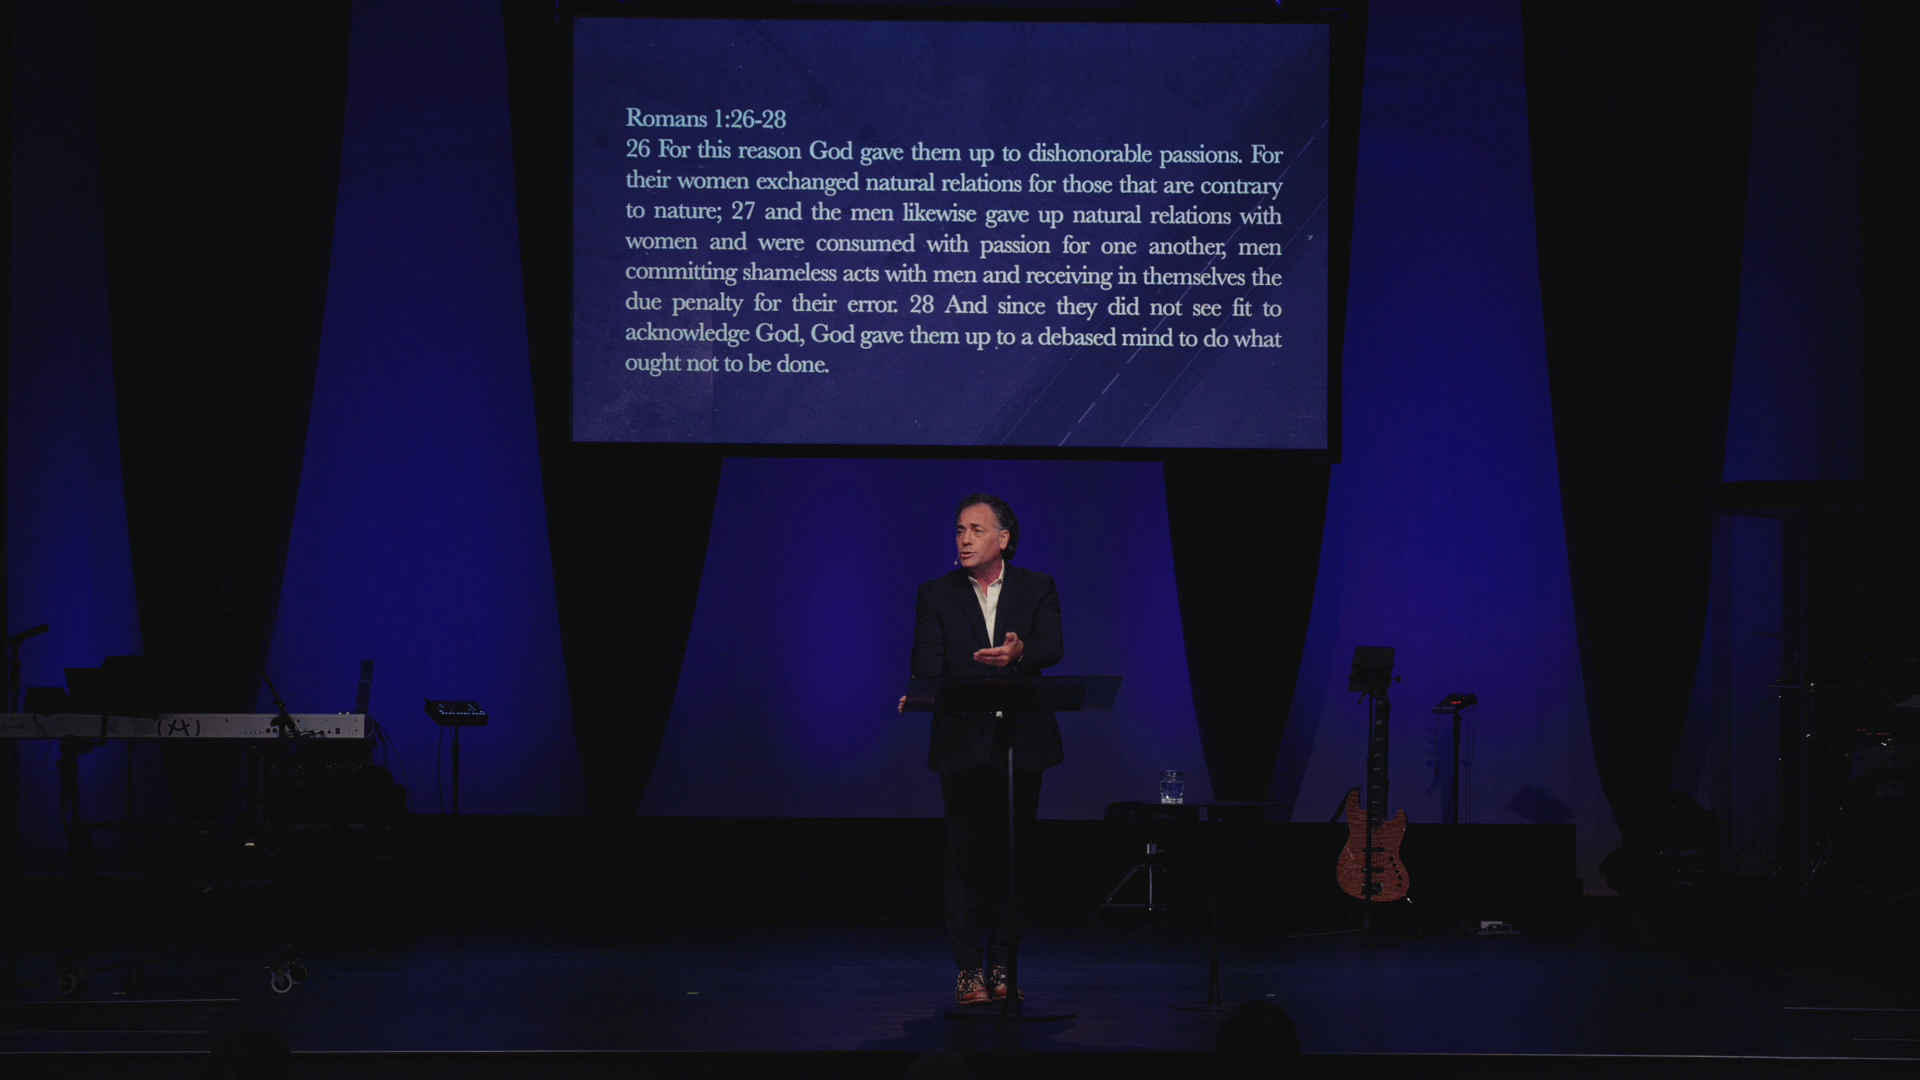 Romans 1:26-28
26 For this reason God gave them up to dishonorable passions. For
their women exchanged natural relations for those that are contrary
to nature; 27 and the men likewise gave up natural relations with
women and were consumed with passion for one another, men
committing shameless acts with men and receiving in themselves the
due penalty for their error. 28 And since they did not see fit to
acknowledge God, God gave them up to a debased mind to do what
ought not to be done.